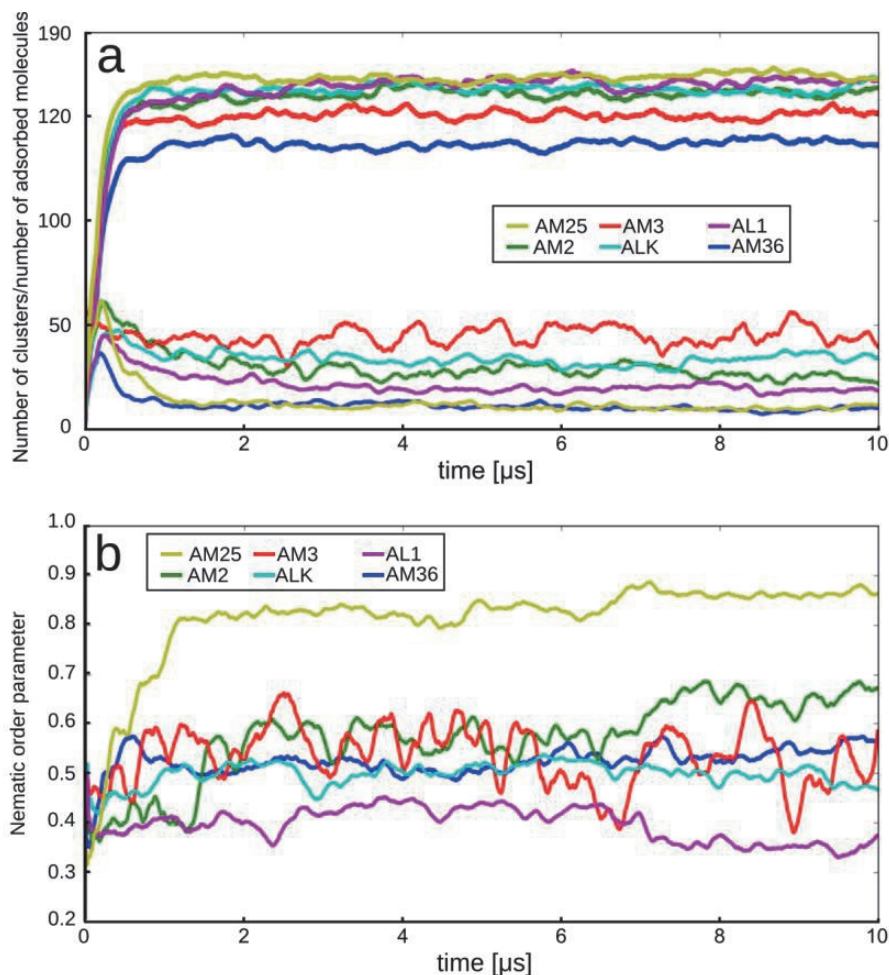 a
190
120
100
50
0
Number of clusters/number of adsorbed molecules
AM25 AM3 AL1
AM2 ALK AM36
0 2 4 6 8 10
time [µs]
b
1.0
0.9
0.8
0.7
0.6
0.5
0.4
0.3
0.2
Nematic order parameter
AM25 AM3 AL1
AM2 ALK AM36
0 2 4 6 8 10
time [µs]